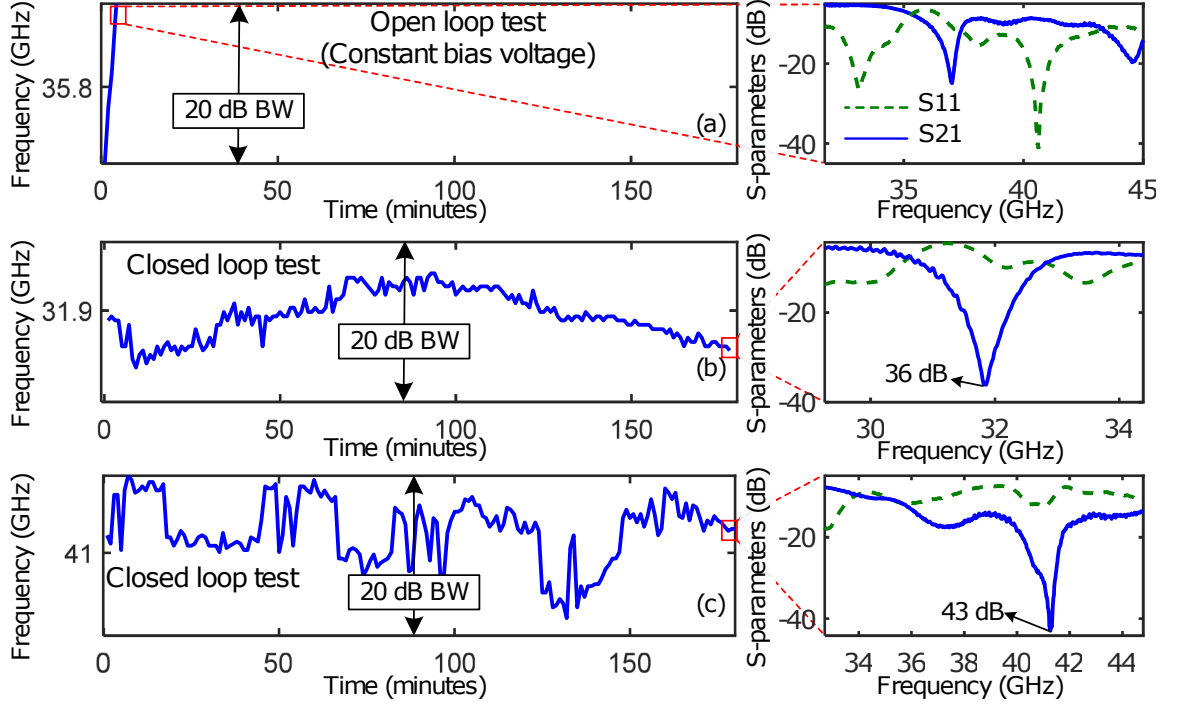 Frequency (GHz)
35.8
Open loop test
(Constant bias voltage)
20 dB BW
(a)
0
50
100
150
Time (minutes)
S-parameters (dB)
-20
-40
S11
S21
35
40
45
Frequency (GHz)
Frequency (GHz)
31.9
Closed loop test
20 dB BW
(b)
0
50
100
150
Time (minutes)
S-parameters (dB)
-20
-40
36 dB
30
32
34
Frequency (GHz)
Frequency (GHz)
41
Closed loop test
20 dB BW
(c)
0
50
100
150
Time (minutes)
S-parameters (dB)
-20
-40
43 dB
34
36
38
40
42
44
Frequency (GHz)